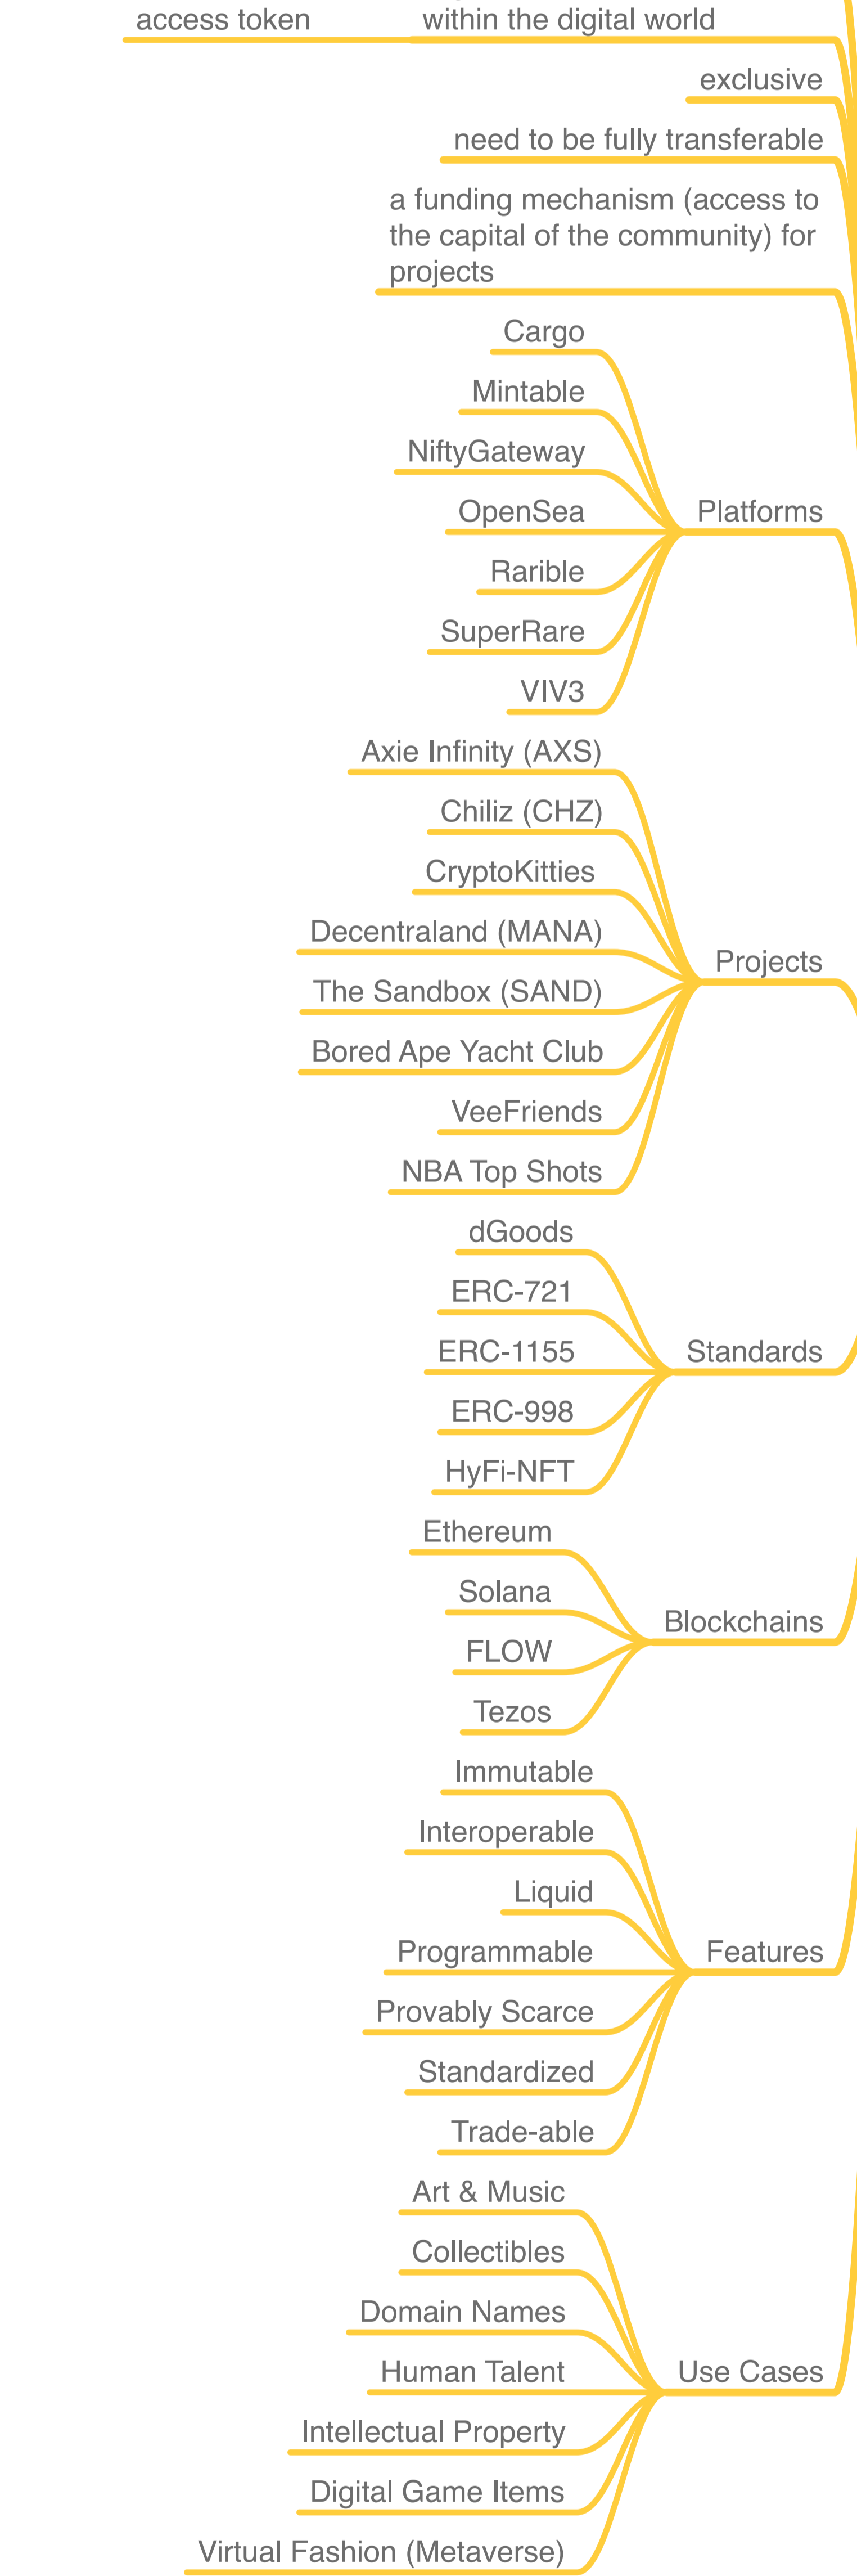 access token
within the digital world
exclusive
need to be fully transferable
a funding mechanism (access to
the capital of the community) for
projects
Cargo
Mintable
NiftyGateway
OpenSea
Platforms
Rarible
SuperRare
VIV3
Axie Infinity (AXS)
Chiliz (CHZ)
CryptoKitties
Decentraland (MANA)
Projects
The Sandbox (SAND)
Bored Ape Yacht Club
VeeFriends
NBA Top Shots
dGoods
ERC-721
ERC-1155
Standards
ERC-998
HyFi-NFT
Ethereum
Solana
Blockchains
FLOW
Tezos
Immutable
Interoperable
Liquid
Programmable
Features
Provably Scarce
Standardized
Trade-able
Art & Music
Collectibles
Domain Names
Human Talent
Use Cases
Intellectual Property
Digital Game Items
Virtual Fashion (Metaverse)